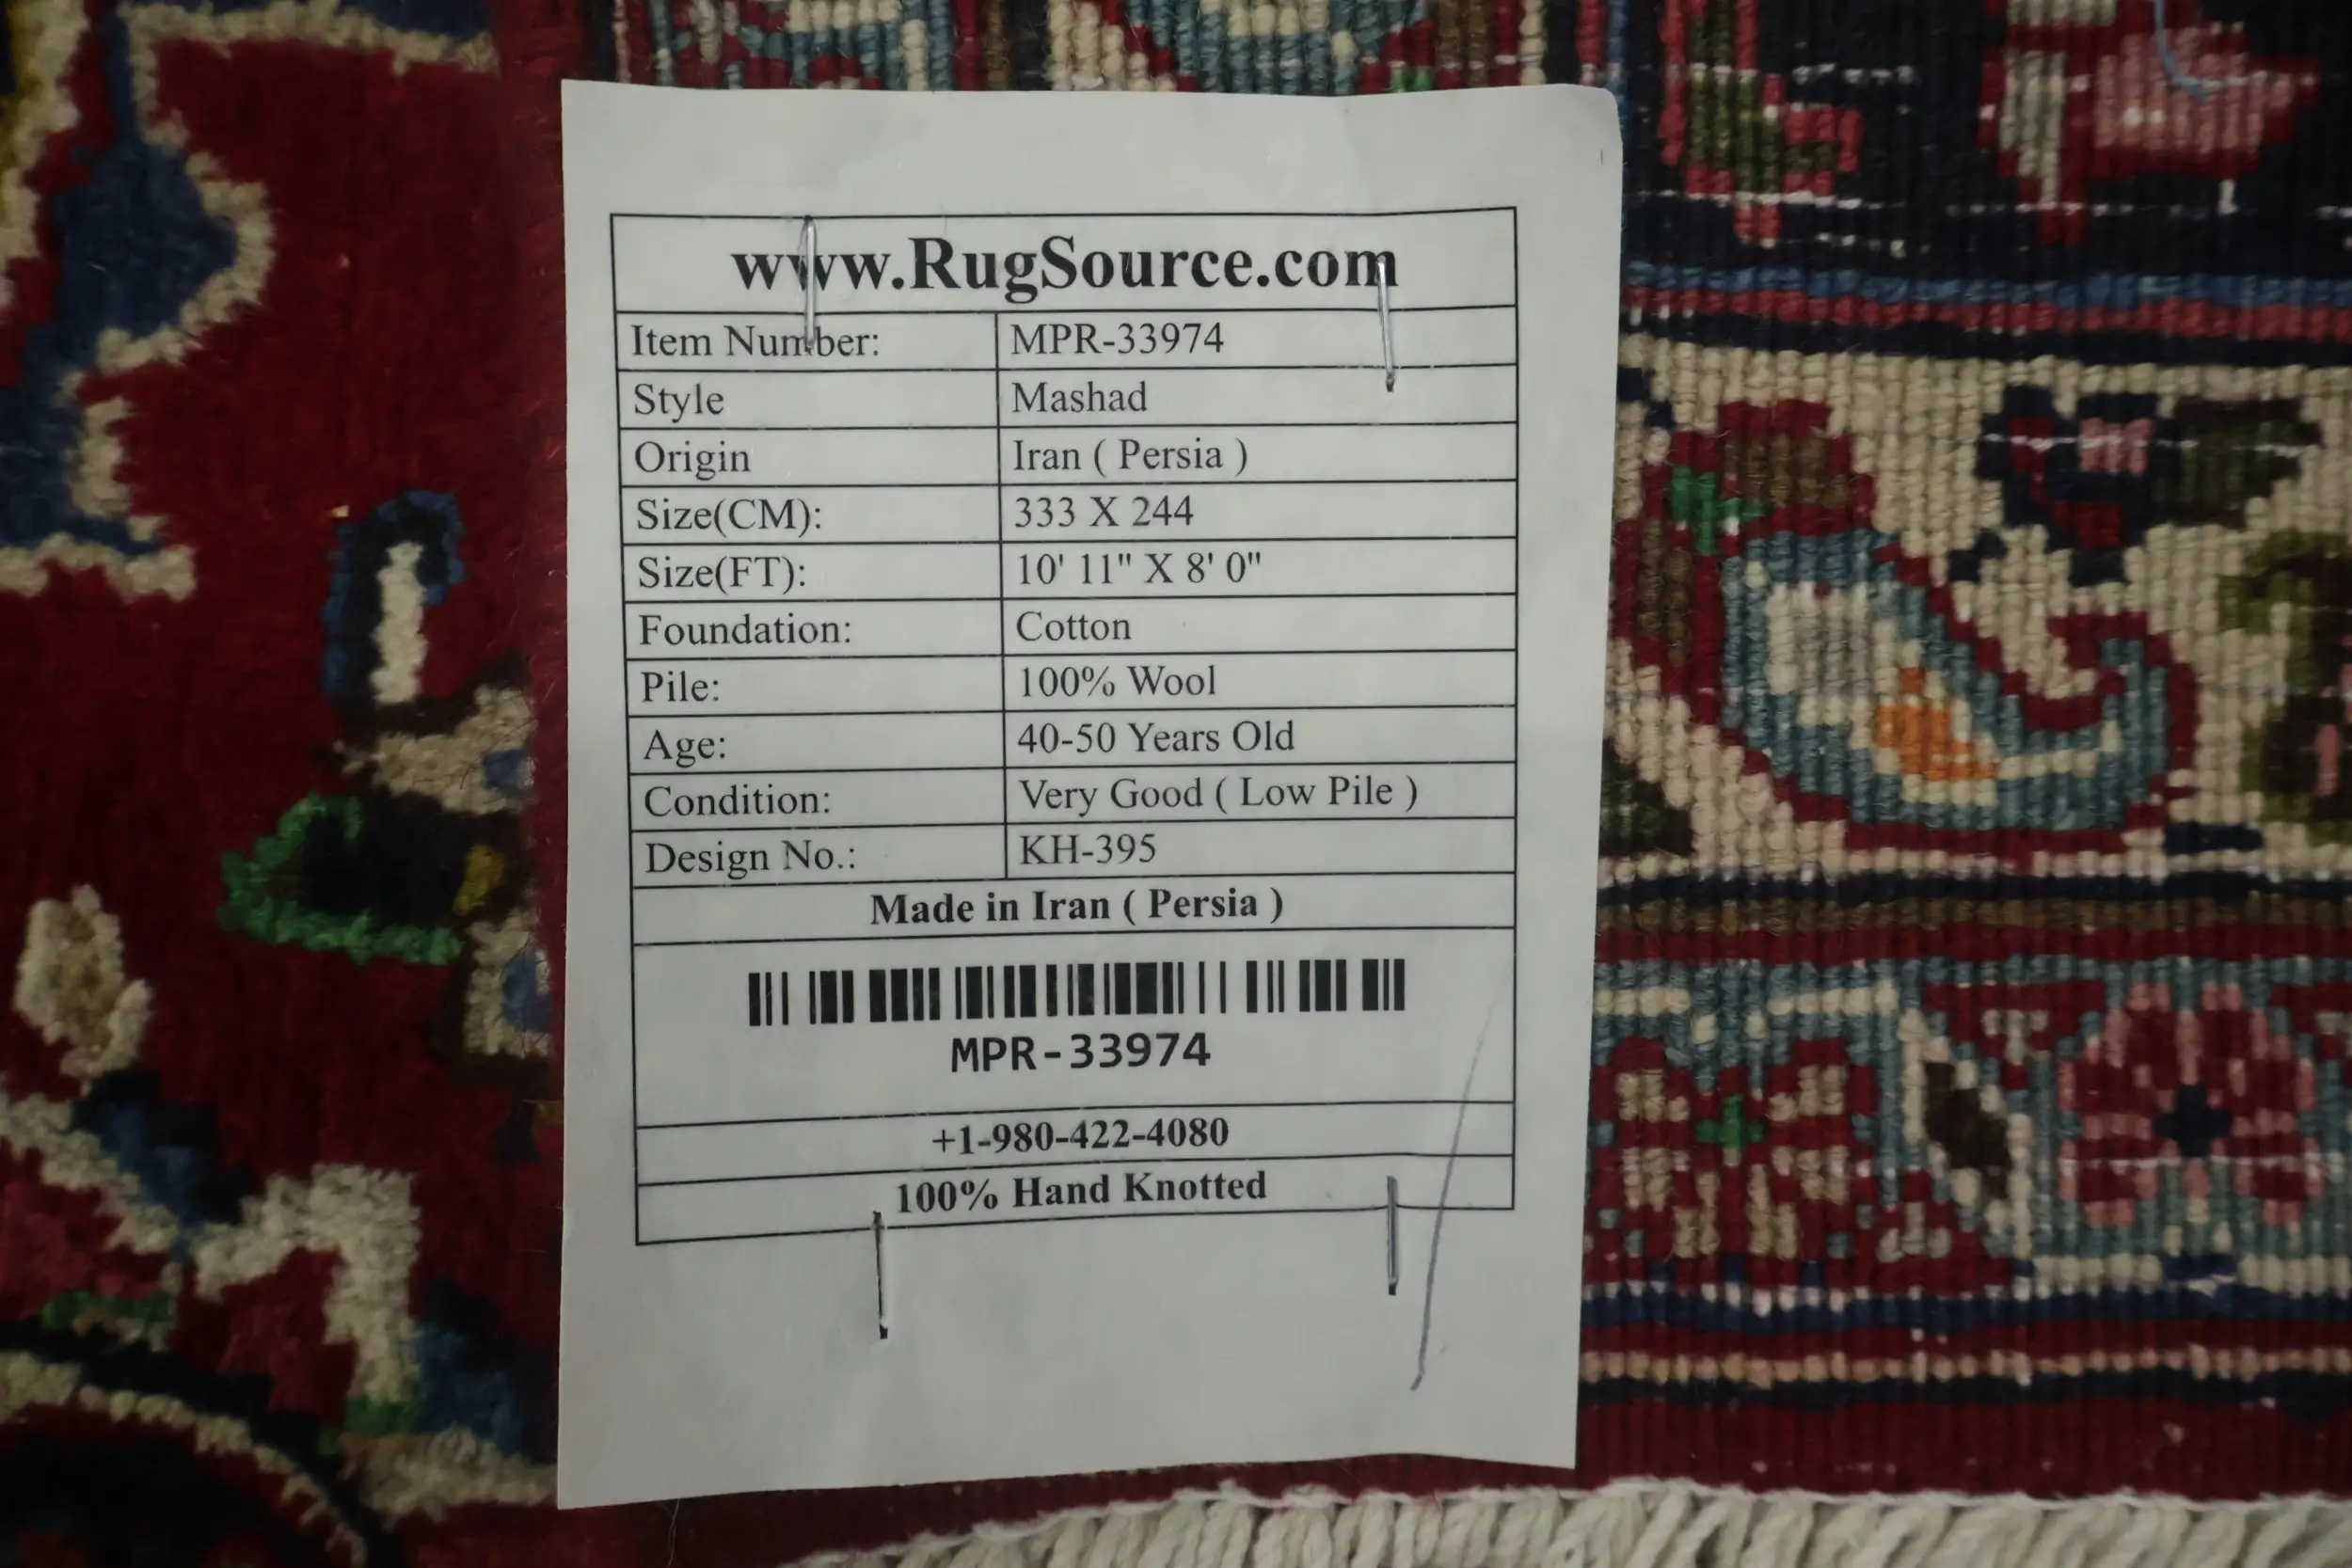 www.RugSource.com
Item Number: MPR-33974
Style Mashad
Origin Iran ( Persia )
Size(CM): 333 X 244
Size(FT): 10' 11" X 8' 0"
Foundation: Cotton
Pile: 100% Wool
Age: 40-50 Years Old
Condition: Very Good ( Low Pile )
Design No.: KH-395
Made in Iran ( Persia )
MPR-33974
+1-980-422-4080
100% Hand Knotted